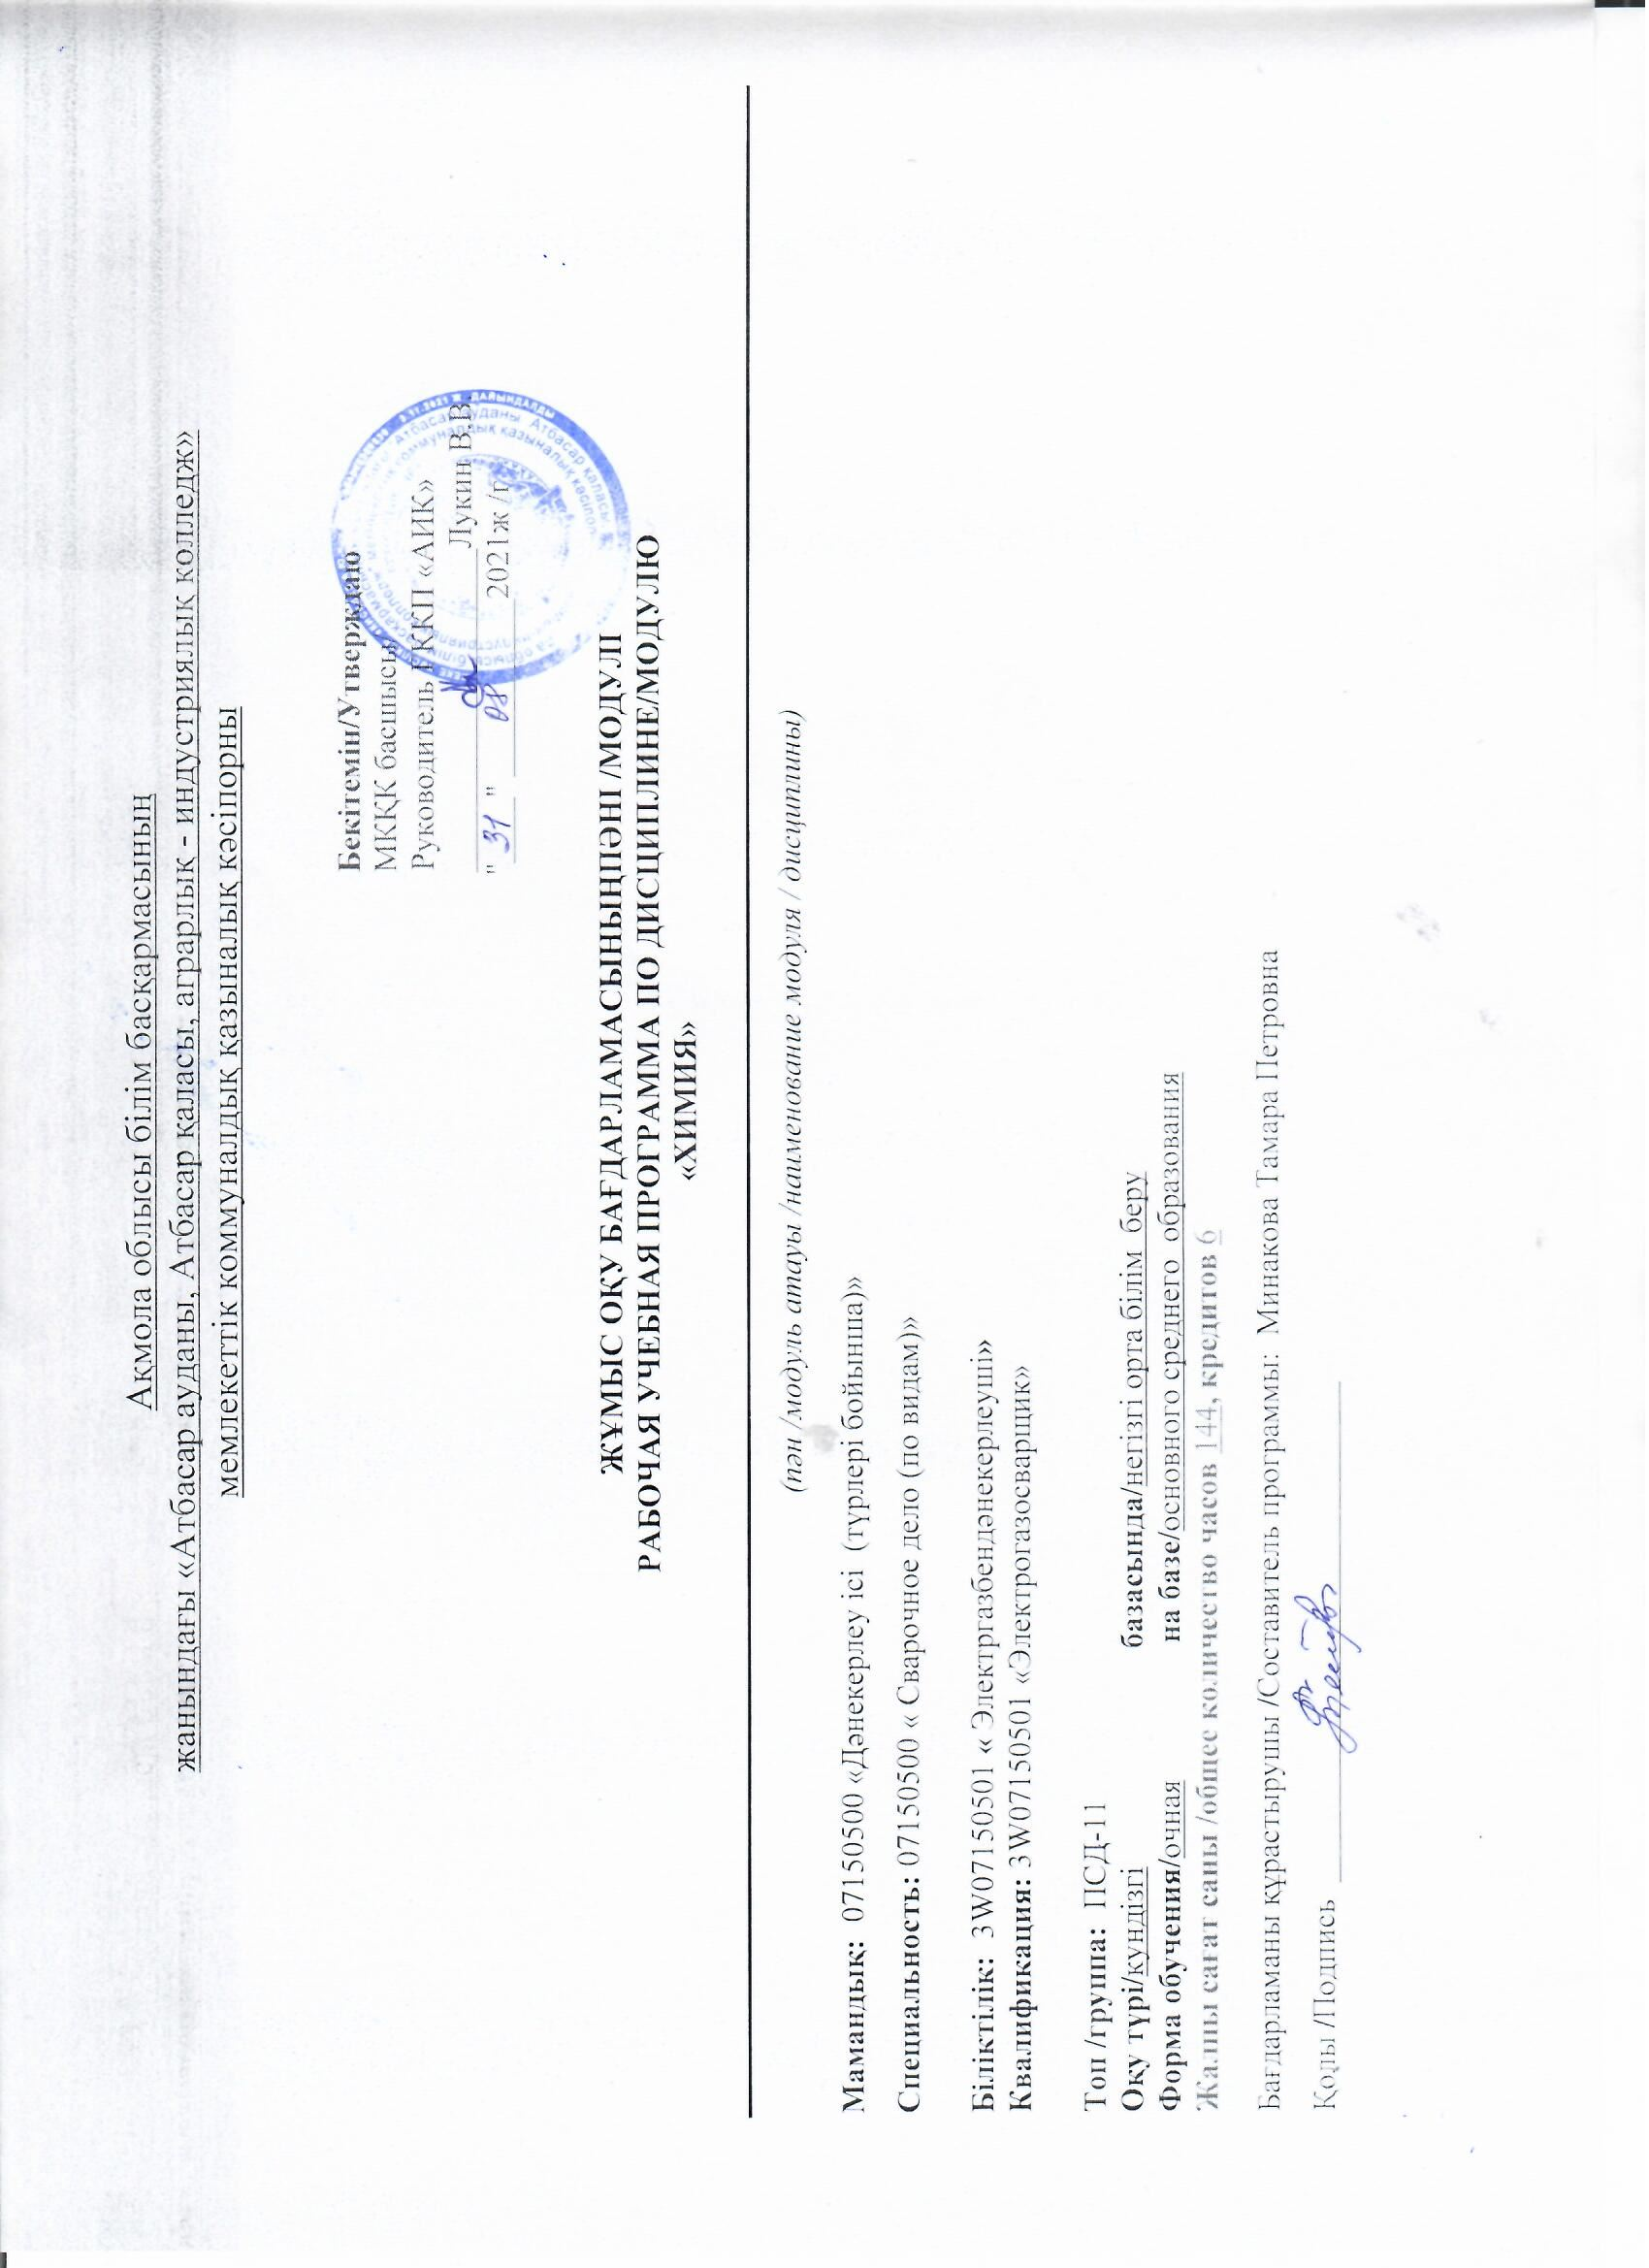 Ақмола облысы білім басқармасының
жанындағы «Атбасар ауданы, Атбасар қаласы, аграрлық - индустриялық колледж»
мемлекеттік коммуналдық қазыналық кәсіпорны
Бекітемін/Утверждаю
МКҚК басшысы
Руководитель ГККП «АИК»
Лукин В.В.
" 31 " 08 2021ж /г
ЖҰМЫС ОҚУ БАҒДАРЛАМАСЫНЫҢПӘНІ /МОДУЛІ
РАБОЧАЯ УЧЕБНАЯ ПРОГРАММА ПО ДИСЦИПЛИНЕ/МОДУЛЮ
«ХИМИЯ»
(пән /модуль атауы /наименование модуля / дисциплины)
Мамандық: 07150500 «Дәнекерлеу ісі (түрлері бойынша)»
Специальность: 07150500 « Сварочное дело (по видам)»
Біліктілік: 3W07150501 « Электргазбендәнекерлеуші»
Квалификация: 3W07150501 «Электрогазосварщик»
Топ /группа: ПСД-11
Оқу түрі/күндізгі базасында/негізгі орта білім беру
Форма обучения/очная на базе/основного среднего образования
Жалпы сағат саны /общее количество часов 144, кредитов 6
Бағдарламаны құрастырушы /Составитель программы: Минакова Тамара Петровна
Қолы /Подпись